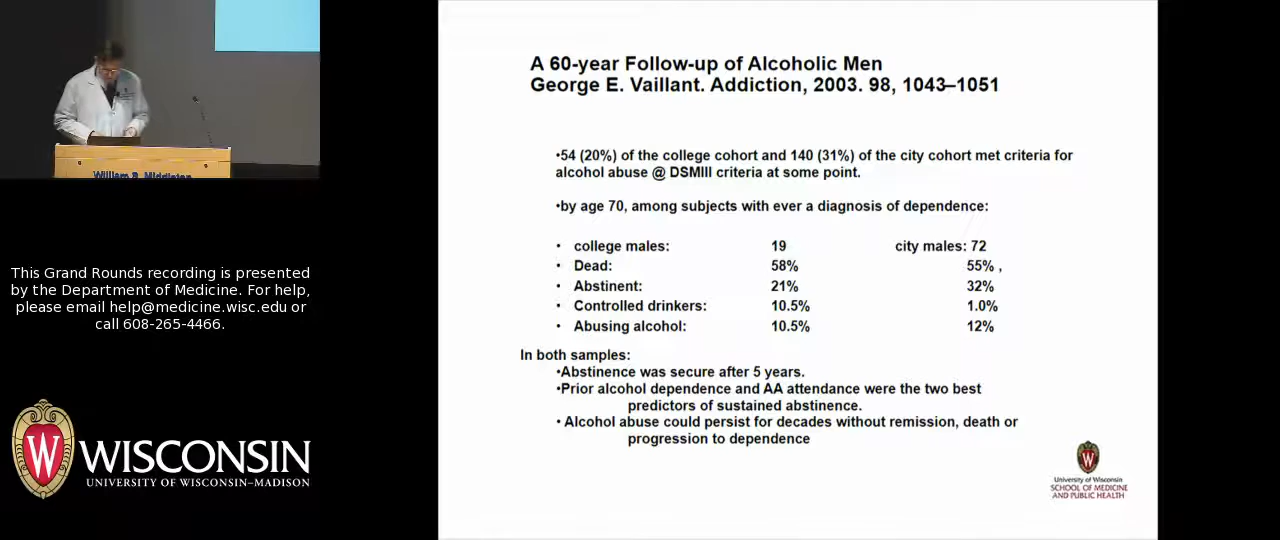 A 60-year Follow-up of Alcoholic Men
George E. Vaillant. Addiction, 2003. 98, 1043–1051
•54 (20%) of the college cohort and 140 (31%) of the city cohort met criteria for
alcohol abuse @ DSMIII criteria at some point.
•by age 70, among subjects with ever a diagnosis of dependence:
• college males: 19 city males: 72
• Dead: 58% 55% ,
• Abstinent: 21% 32%
• Controlled drinkers: 10.5% 1.0%
• Abusing alcohol: 10.5% 12%
In both samples:
•Abstinence was secure after 5 years.
•Prior alcohol dependence and AA attendance were the two best
predictors of sustained abstinence.
• Alcohol abuse could persist for decades without remission, death or
progression to dependence
University of Wisconsin
SCHOOL OF MEDICINE
AND PUBLIC HEALTH
William S. Middleton
This Grand Rounds recording is presented
by the Department of Medicine. For help,
please email help@medicine.wisc.edu or
call 608-265-4466.
W
WISCONSIN
UNIVERSITY OF WISCONSIN–MADISON